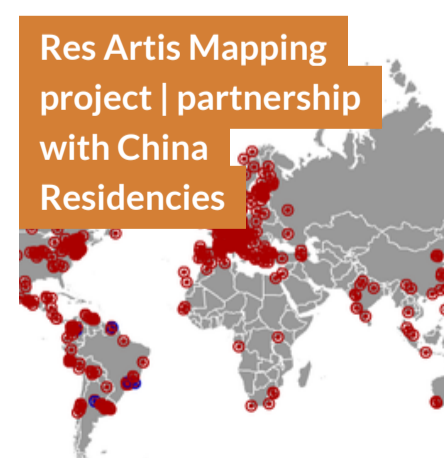 Res Artis Mapping
project | partnership
with China
Residencies